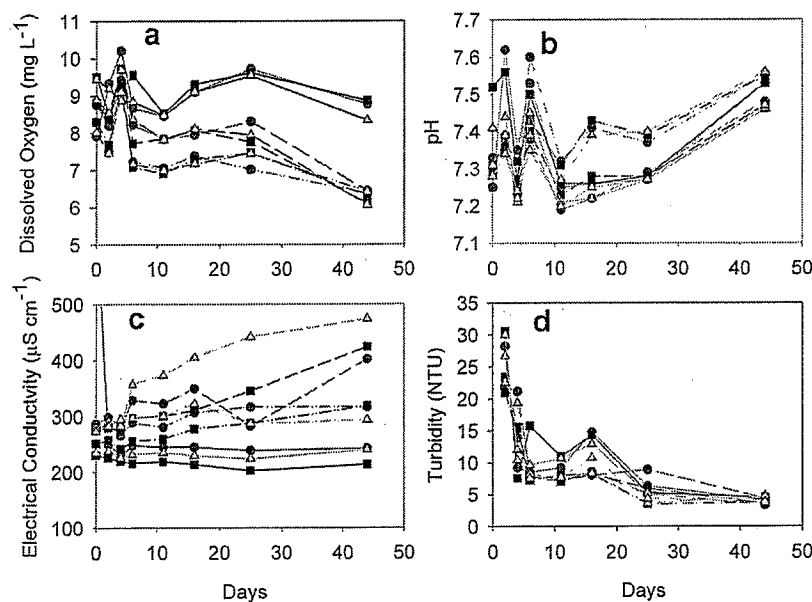 a
Dissolved Oxygen (mg L⁻¹)
11
10
9
8
7
6
5
0 10 20 30 40 50
b
pH
7.7
7.6
7.5
7.4
7.3
7.2
7.1
0 10 20 30 40 50
c
Electrical Conductivity (µS cm⁻¹)
500
400
300
200
100
0 10 20 30 40 50
Days
d
Turbidity (NTU)
35
30
25
20
15
10
5
0
0 10 20 30 40 50
Days